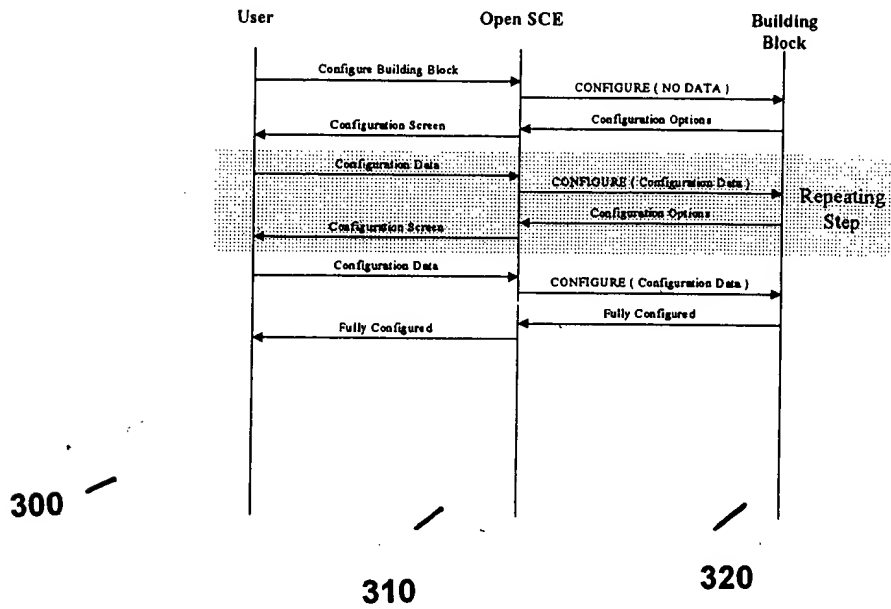 User
Open SCE
Building
Block
Configure Building Block
CONFIGURE ( NO DATA )
Configuration Options
Configuration Screen
Configuration Data
CONFIGURE ( Configuration Data )
Repeating
Step
Configuration Options
Configuration Screen
Configuration Data
CONFIGURE ( Configuration Data )
Fully Configured
Fully Configured
300
310
320